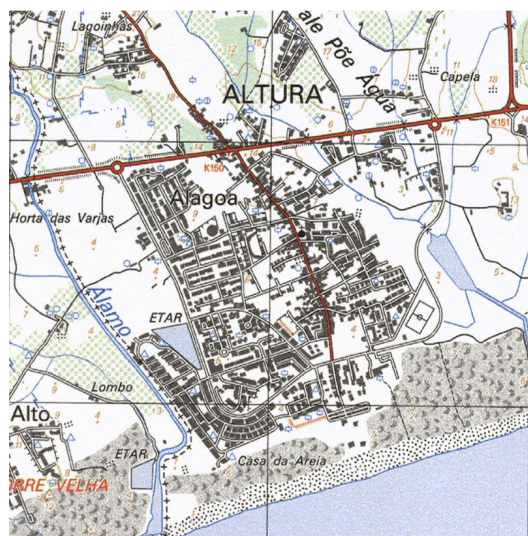 Lagoinhas
ale Põe Água
ALTURA
Capela
K151
K150
Alagoa
Horta das Varjas
Álamo
ETAR
Lombo
Alto
ETAR
Casa da Areia
ORRE VELHA